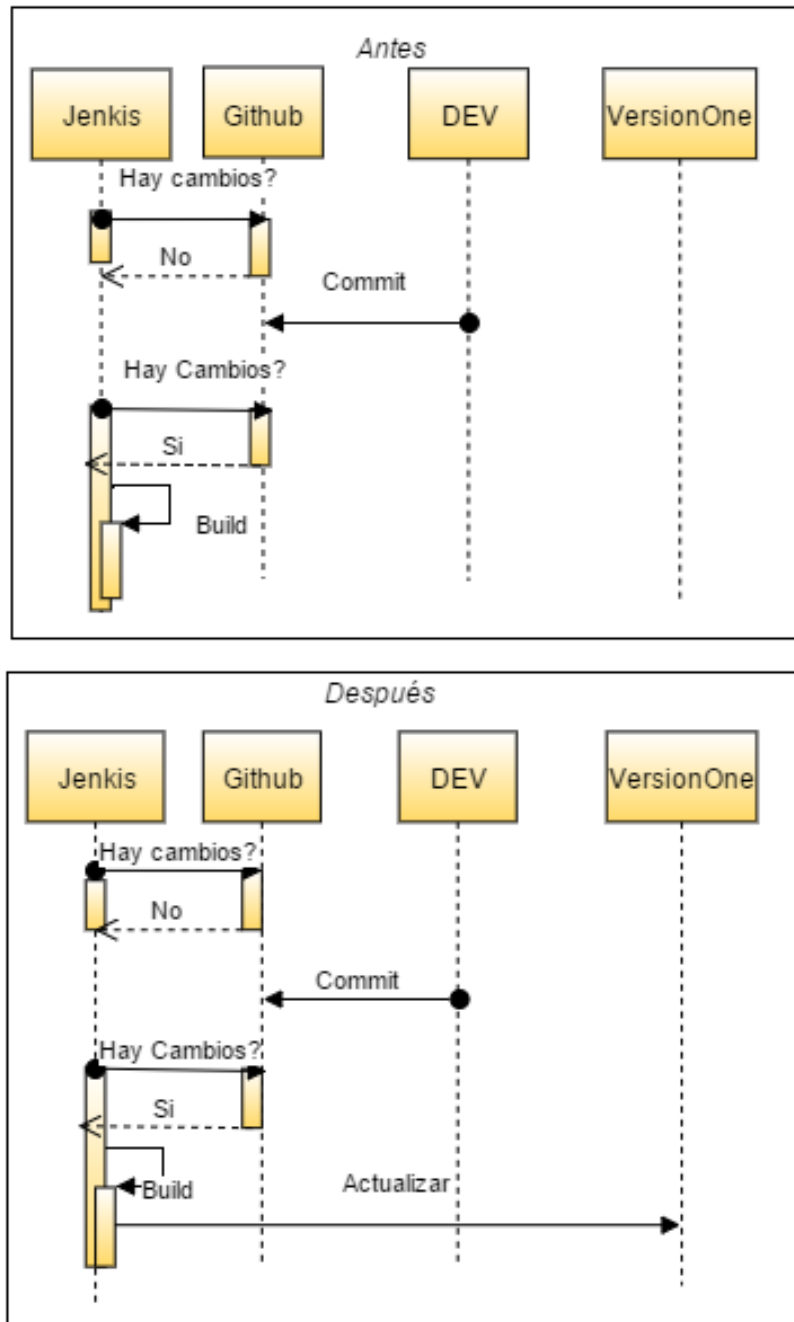 Antes
Jenkis
Github
DEV
VersionOne
Hay cambios?
No
Commit
Hay Cambios?
Si
Build
Después
Jenkis
Github
DEV
VersionOne
Hay cambios?
No
Commit
Hay Cambios?
Si
Build
Actualizar